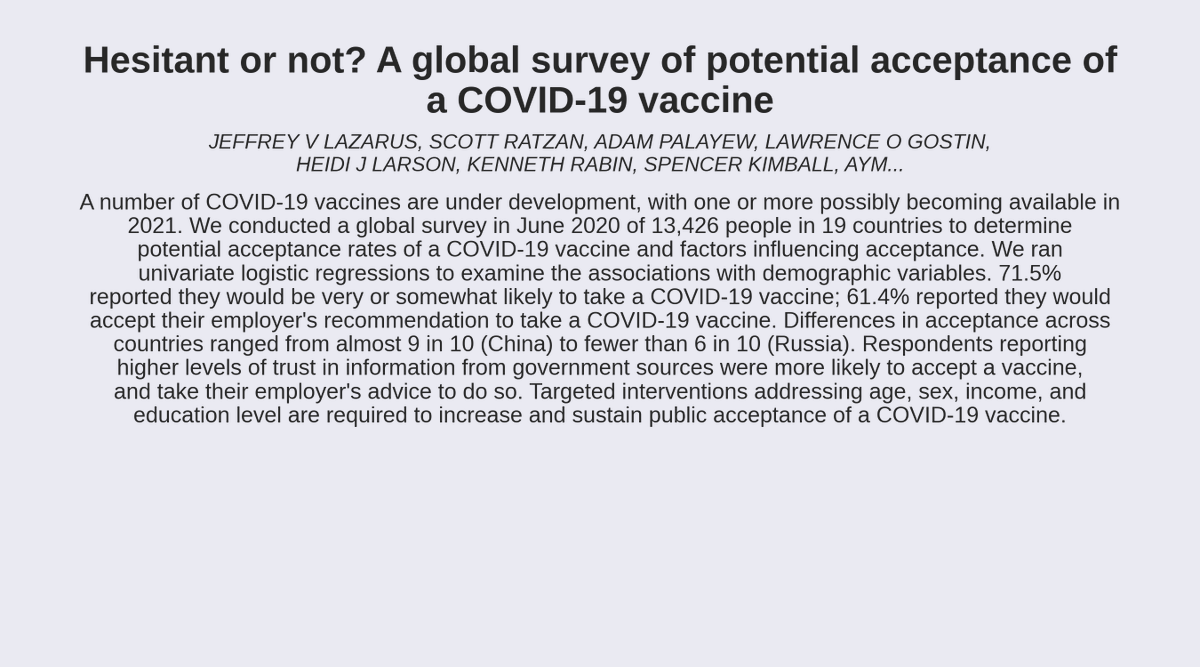 Hesitant or not? A global survey of potential acceptance of
a COVID-19 vaccine
JEFFREY V LAZARUS, SCOTT RATZAN, ADAM PALAYEW, LAWRENCE O GOSTIN,
HEIDI J LARSON, KENNETH RABIN, SPENCER KIMBALL, AYM...
A number of COVID-19 vaccines are under development, with one or more possibly becoming available in
2021. We conducted a global survey in June 2020 of 13,426 people in 19 countries to determine
potential acceptance rates of a COVID-19 vaccine and factors influencing acceptance. We ran
univariate logistic regressions to examine the associations with demographic variables. 71.5%
reported they would be very or somewhat likely to take a COVID-19 vaccine; 61.4% reported they would
accept their employer's recommendation to take a COVID-19 vaccine. Differences in acceptance across
countries ranged from almost 9 in 10 (China) to fewer than 6 in 10 (Russia). Respondents reporting
higher levels of trust in information from government sources were more likely to accept a vaccine,
and take their employer's advice to do so. Targeted interventions addressing age, sex, income, and
education level are required to increase and sustain public acceptance of a COVID-19 vaccine.